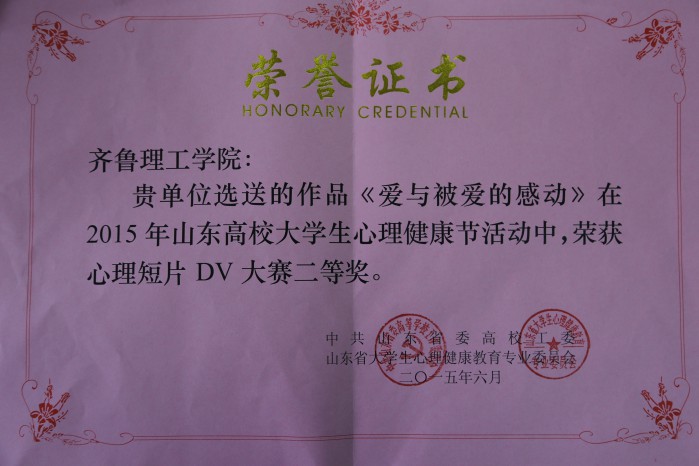 荣誉证书
HONORARY CREDENTIAL
齐鲁理工学院:
贵单位选送的作品《爱与被爱的感动》在
2015年山东高校大学生心理健康节活动中,荣获
心理短片 DV 大赛二等奖。
中共山东省委高校工委
山东省大学生心理健康教育专业委员会
二〇一五年六月